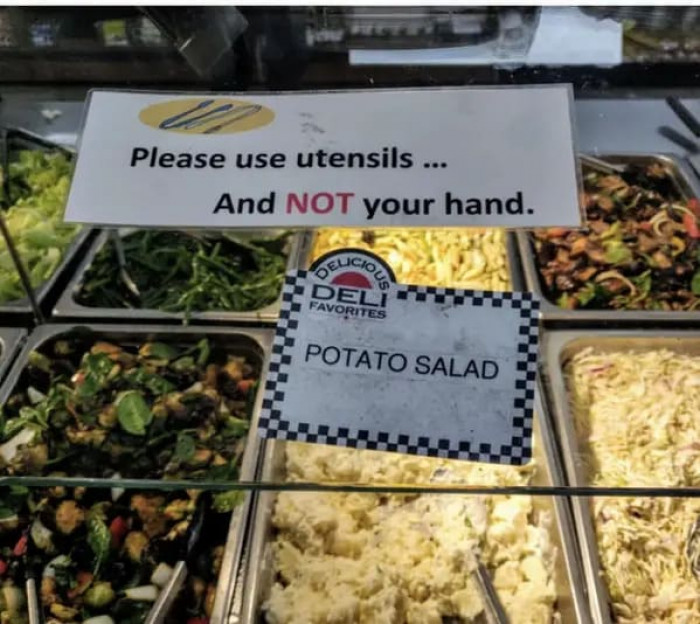 Please use utensils ...
And NOT your hand.
DELICIOUS
DELI
FAVORITES
POTATO SALAD